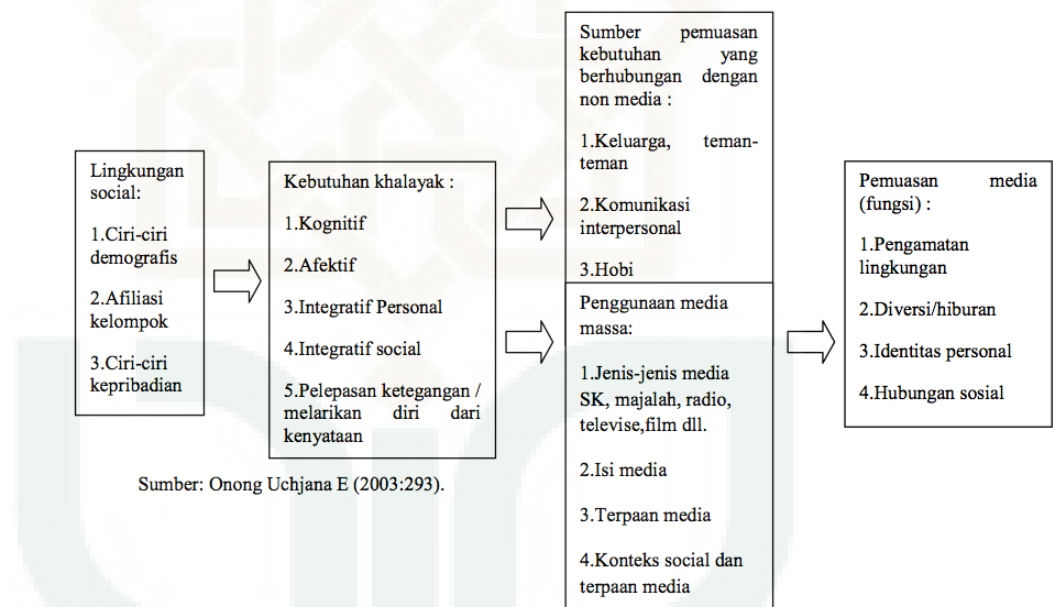 Lingkungan
social:
1.Ciri-ciri
demografis
2.Afiliasi
kelompok
3.Ciri-ciri
kepribadian
Kebutuhan khalayak :
1.Kognitif
2.Afektif
3.Integratif Personal
4.Integratif social
5.Pelepasan ketegangan /
melarikan diri dari
kenyataan
Sumber pemuasan
kebutuhan yang
berhubungan dengan
non media :
1.Keluarga, teman-
teman
2.Komunikasi
interpersonal
3.Hobi
Penggunaan media
massa:
1.Jenis-jenis media
SK, majalah, radio,
televise,film dll.
2.Isi media
3.Terpaan media
4.Konteks social dan
terpaan media
Pemuasan media
(fungsi) :
1.Pengamatan
lingkungan
2.Diversi/hiburan
3.Identitas personal
4.Hubungan sosial
Sumber: Onong Uchjana E (2003:293).